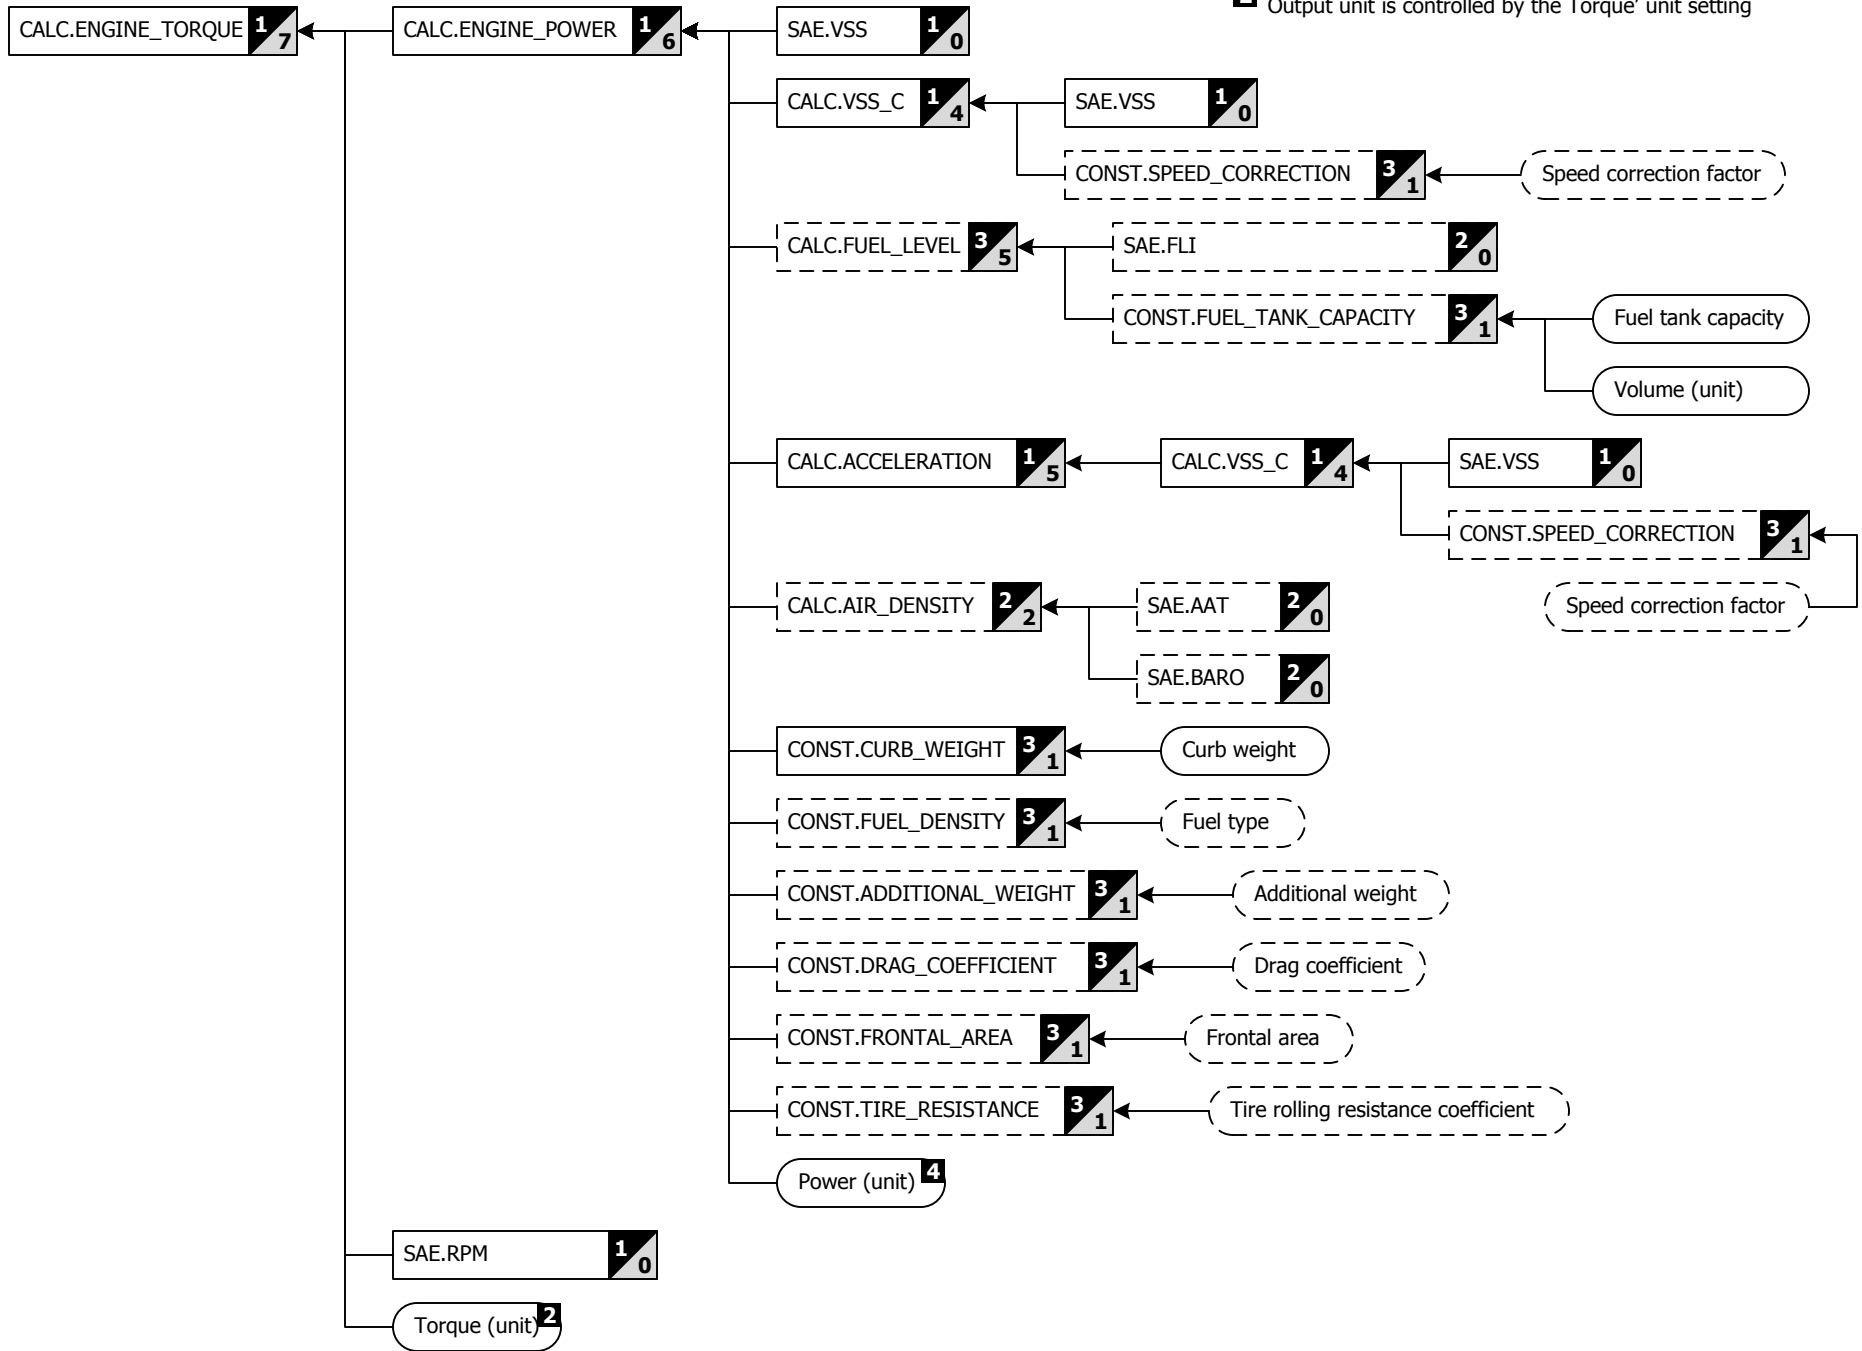 2 Output unit is controlled by the Torque' unit setting
CALC.ENGINE_TORQUE 1 7 CALC.ENGINE_POWER 1 6 SAE.VSS 1 0
CALC.VSS_C 1 4 SAE.VSS 1 0
CONST.SPEED_CORRECTION 3 1 Speed correction factor
CALC.FUEL_LEVEL 3 5 SAE.FLI 2 0
CONST.FUEL_TANK_CAPACITY 3 1 Fuel tank capacity
Volume (unit)
CALC.ACCELERATION 1 5 CALC.VSS_C 1 4 SAE.VSS 1 0
CONST.SPEED_CORRECTION 3 1
CALC.AIR_DENSITY 2 2 SAE.AAT 2 0 Speed correction factor
SAE.BARO 2 0
CONST.CURB_WEIGHT 3 1 Curb weight
CONST.FUEL_DENSITY 3 1 Fuel type
CONST.ADDITIONAL_WEIGHT 3 1 Additional weight
CONST.DRAG_COEFFICIENT 3 1 Drag coefficient
CONST.FRONTAL_AREA 3 1 Frontal area
CONST.TIRE_RESISTANCE 3 1 Tire rolling resistance coefficient
Power (unit) 4
SAE.RPM 1 0
Torque (unit) 2